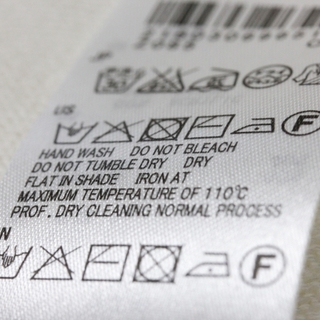 US
HAND WASH DO NOT BLEACH
DO NOT TUMBLE DRY DRY
FLAT IN SHADE IRON AT
MAXIMUM TEMPERATURE OF 110℃
PROF. DRY CLEANING NORMAL PROCESS
F
F